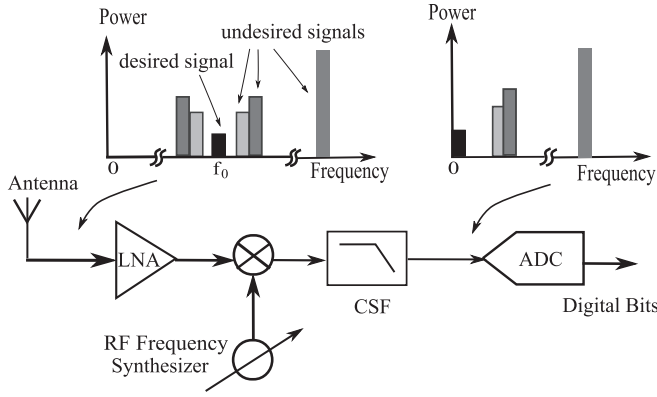 Power
undesired signals
desired signal
0
f₀
Frequency
Power
0
Frequency
Antenna
LNA
CSF
ADC
Digital Bits
RF Frequency
Synthesizer